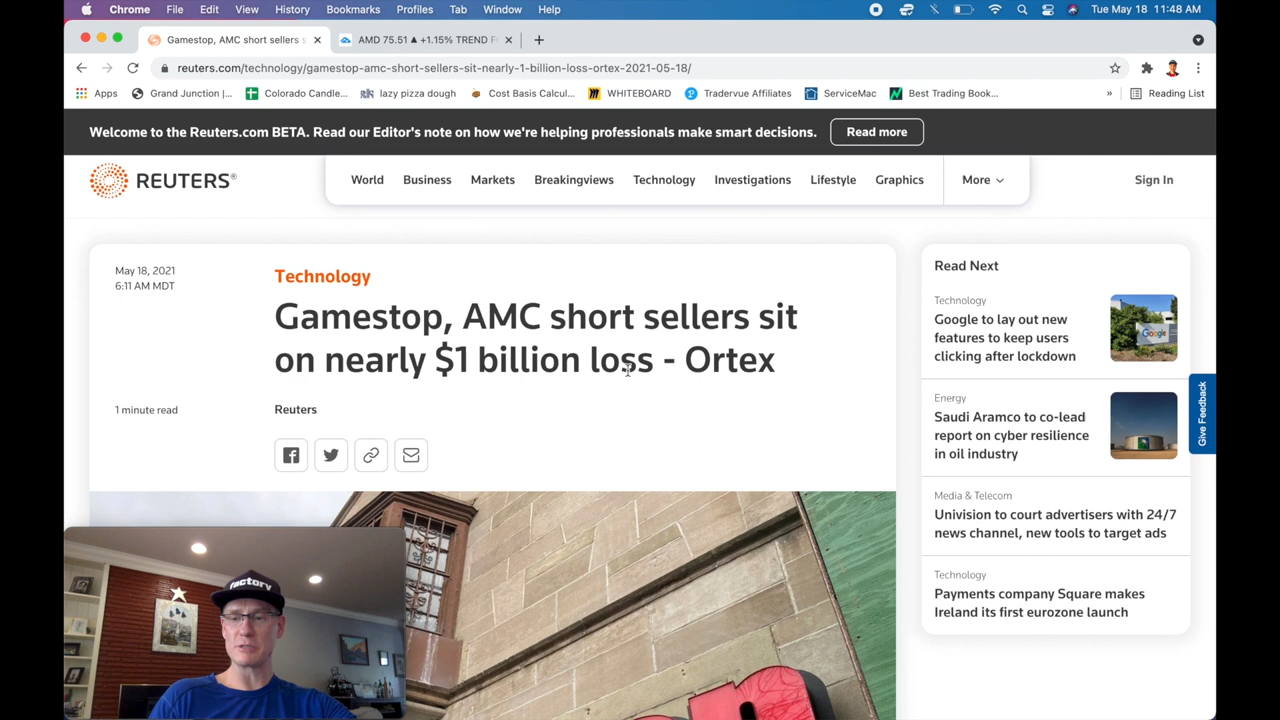 Chrome File Edit View History Bookmarks Profiles Tab Window Help Tue May 18 11:48 AM
Gamestop, AMC short sellers s AMD 75.51 ▲ +1.15% TREND F
reuters.com/technology/gamestop-amc-short-sellers-sit-nearly-1-billion-loss-ortex-2021-05-18/
Apps Grand Junction |... Colorado Candle... lazy pizza dough Cost Basis Calcul... WHITEBOARD Tradervue Affiliates ServiceMac Best Trading Book... » Reading List
Welcome to the Reuters.com BETA. Read our Editor's note on how we're helping professionals make smart decisions. Read more
REUTERS® World Business Markets Breakingviews Technology Investigations Lifestyle Graphics More Sign In
May 18, 2021
6:11 AM MDT
Technology
Gamestop, AMC short sellers sit
on nearly $1 billion loss - Ortex
1 minute read
Reuters
Read Next
Technology
Google to lay out new
features to keep users
clicking after lockdown
Google
Energy
Saudi Aramco to co-lead
report on cyber resilience
in oil industry
Media & Telecom
Univision to court advertisers with 24/7
news channel, new tools to target ads
Technology
Payments company Square makes
Ireland its first eurozone launch
Give Feedback
factory